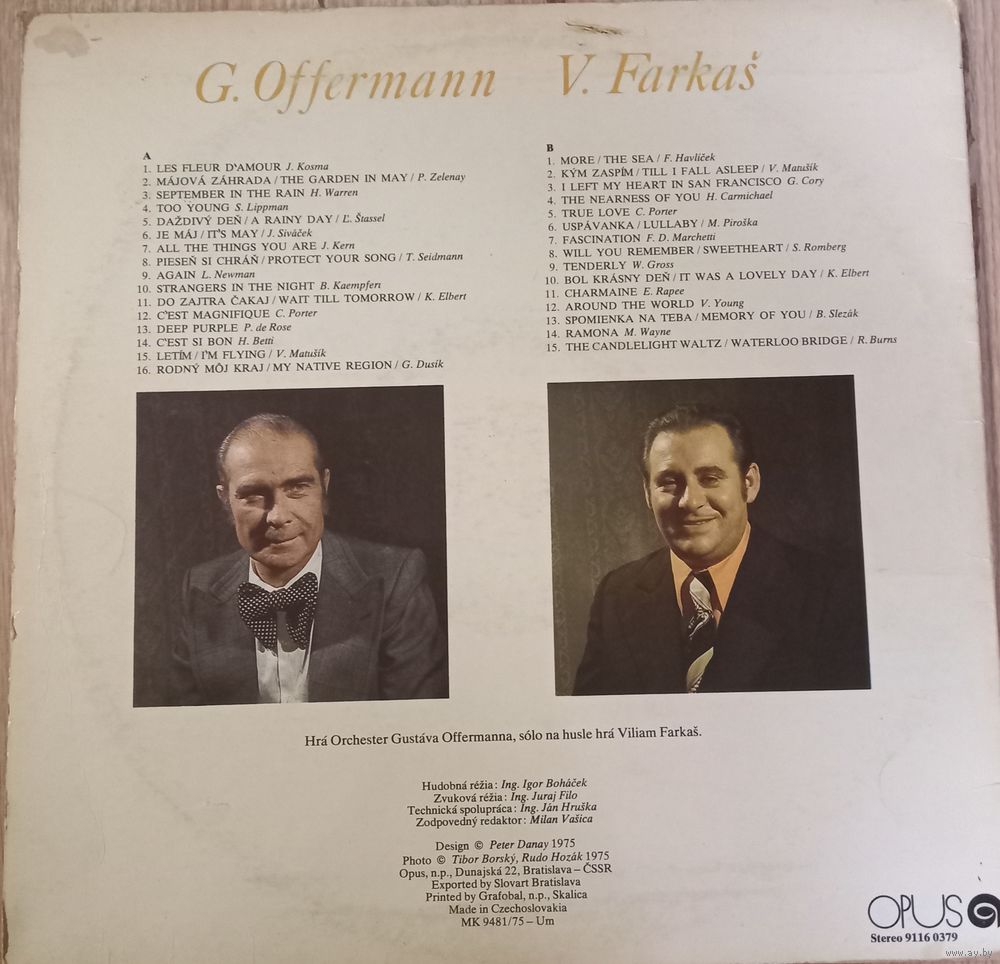 G. Offermann
V. Farkaš
A
1. LES FLEUR D'AMOUR J. Kosma
2. MÁJOVÁ ZÁHRADA / THE GARDEN IN MAY / P. Zelenay
3. SEPTEMBER IN THE RAIN H. Warren
4. TOO YOUNG S. Lippman
5. DAŽDIVÝ DEŇ / A RAINY DAY / Ľ. Štassel
6. JE MÁJ / IT'S MAY / J. Siváček
7. ALL THE THINGS YOU ARE J. Kern
8. PIESEŇ SI CHRÁŇ / PROTECT YOUR SONG / T. Seidmann
9. AGAIN L. Newman
10. STRANGERS IN THE NIGHT B. Kaempfert
11. DO ZAJTRA ČAKAJ / WAIT TILL TOMORROW / K. Elbert
12. C'EST MAGNIFIQUE C. Porter
13. DEEP PURPLE P. de Rose
14. C'EST SI BON H. Betti
15. LETÍM / I'M FLYING / V. Matušík
16. RODNÝ MÔJ KRAJ / MY NATIVE REGION / G. Dusík
B
1. MORE / THE SEA / F. Havlíček
2. KÝM ZASPÍM / TILL I FALL ASLEEP / V. Matušík
3. I LEFT MY HEART IN SAN FRANCISCO G. Cory
4. THE NEARNESS OF YOU H. Carmichael
5. TRUE LOVE C. Porter
6. USPÁVANKA / LULLABY / M. Piroška
7. FASCINATION F. D. Marchetti
8. WILL YOU REMEMBER / SWEETHEART / S. Romberg
9. TENDERLY W. Gross
10. BOL KRÁSNY DEŇ / IT WAS A LOVELY DAY / K. Elbert
11. CHARMAINE E. Rapee
12. AROUND THE WORLD V. Young
13. SPOMIENKA NA TEBA / MEMORY OF YOU / B. Slezák
14. RAMONA M. Wayne
15. THE CANDLELIGHT WALTZ / WATERLOO BRIDGE / R. Burns
Hrá Orchester Gustáva Offermanna, sólo na husle hrá Viliam Farkaš.
Hudobná réžia: Ing. Igor Boháček
Zvuková réžia: Ing. Juraj Filo
Technická spolupráca: Ing. Ján Hruška
Zodpovedný redaktor: Milan Vašica
Design © Peter Danay 1975
Photo © Tibor Borský, Rudo Hozák 1975
Opus, n.p., Dunajská 22, Bratislava – ČSSR
Exported by Slovart Bratislava
Printed by Grafobal, n.p., Skalica
Made in Czechoslovakia
MK 9481/75 – Um
OPUS
Stereo 9116 0379
www.ay.by